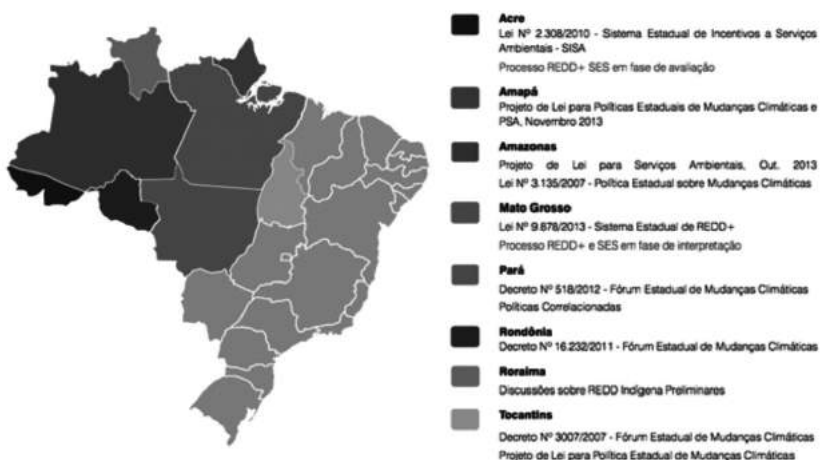 Acre
Lei Nº 2.308/2010 - Sistema Estadual de Incentivos a Serviços
Ambientais - SISA
Processo REDD+ SES em fase de avaliação
Amapá
Projeto de Lei para Políticas Estaduais de Mudanças Climáticas e
PSA, Novembro 2013
Amazonas
Projeto de Lei para Serviços Ambientais, Out. 2013
Lei Nº 3.135/2007 - Política Estadual sobre Mudanças Climáticas
Mato Grosso
Lei Nº 9.878/2013 - Sistema Estadual de REDD+
Processo REDD+ e SES em fase de interpretação
Pará
Decreto Nº 518/2012 - Fórum Estadual de Mudanças Climáticas
Políticas Correlacionadas
Rondônia
Decreto Nº 16.232/2011 - Fórum Estadual de Mudanças Climáticas
Roraima
Discussões sobre REDD Indígena Preliminares
Tocantins
Decreto Nº 3007/2007 - Fórum Estadual de Mudanças Climáticas
Projeto de Lei para Política Estadual de Mudanças Climáticas